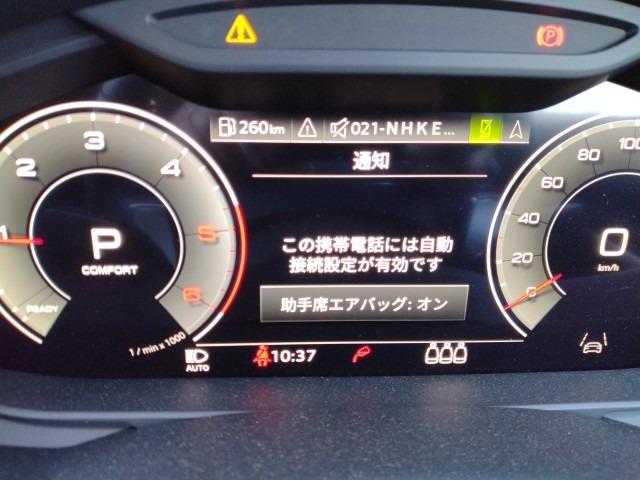 P
260km
021-NHK E...
通知
この携帯電話には自動
接続設定が有効です
助手席エアバッグ: オン
1 2 3 4 5 6
P
COMFORT
READY
1 / min x 1000
0 20 40 60 80 100
0
km/h
AUTO
10:37